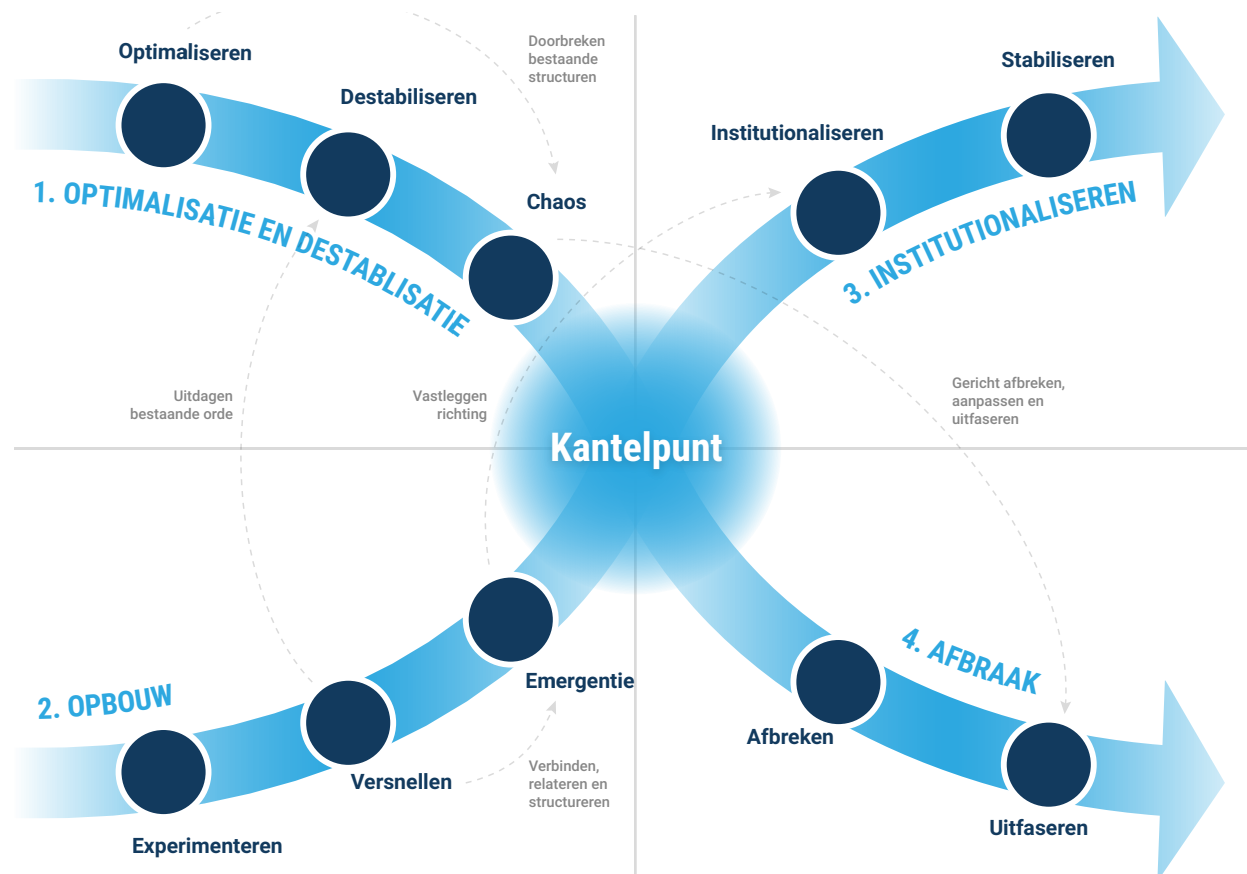 Optimaliseren
Destabiliseren
Doorbreken
bestaande
structuren
Chaos
1. OPTIMALISATIE EN DESTABLISATIE
Stabiliseren
Institutionaliseren
3. INSTITUTIONALISEREN
Uitdagen
bestaande orde
Vastleggen
richting
Kantelpunt
Gericht afbreken,
aanpassen en
uitfaseren
2. OPBOUW
Emergentie
Versnellen
Verbinden,
relateren en
structureren
Experimenteren
4. AFBRAAK
Afbreken
Uitfaseren